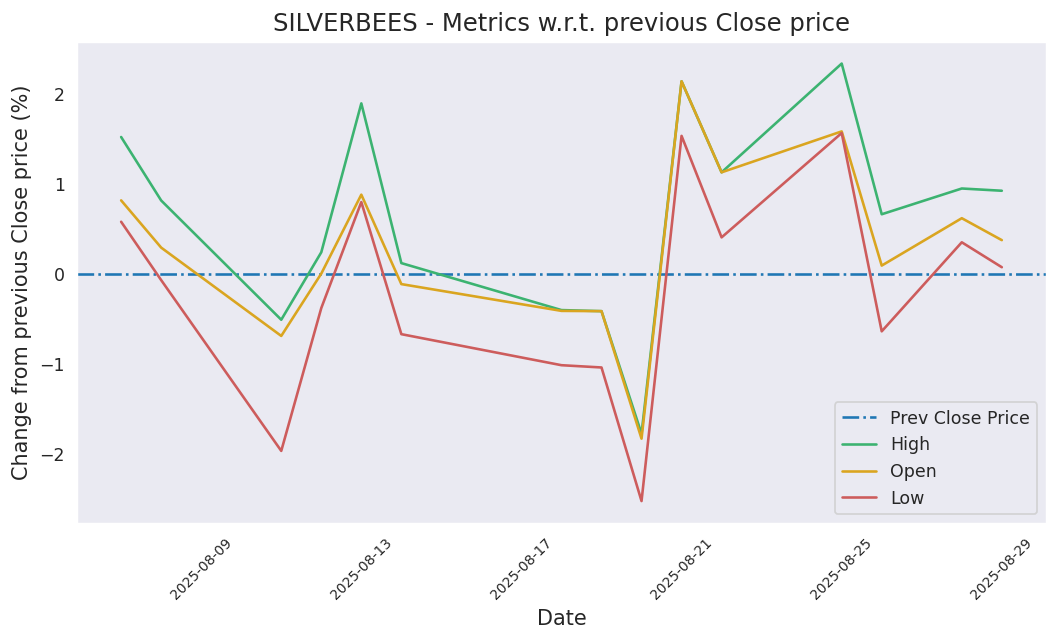 SILVERBEES - Metrics w.r.t. previous Close price
Change from previous Close price (%)
2
1
0
−1
−2
Prev Close Price
High
Open
Low
2025-08-09
2025-08-13
2025-08-17
2025-08-21
2025-08-25
2025-08-29
Date